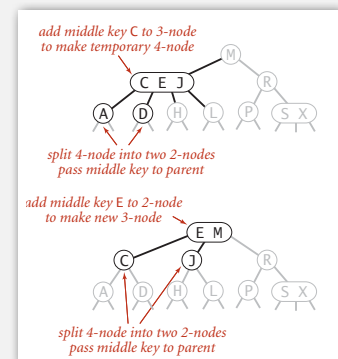 add middle key C to 3-node
to make temporary 4-node
M
C E J
R
A D H L P S X
split 4-node into two 2-nodes
pass middle key to parent
add middle key E to 2-node
to make new 3-node
E M
C J R
A D H L P S X
split 4-node into two 2-nodes
pass middle key to parent